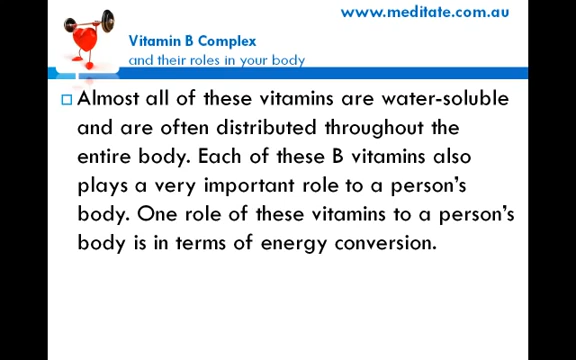 www.meditate.com.au
Vitamin B Complex
and their roles in your body
Almost all of these vitamins are water-soluble
and are often distributed throughout the
entire body. Each of these B vitamins also
plays a very important role to a person's
body. One role of these vitamins to a person's
body is in terms of energy conversion.